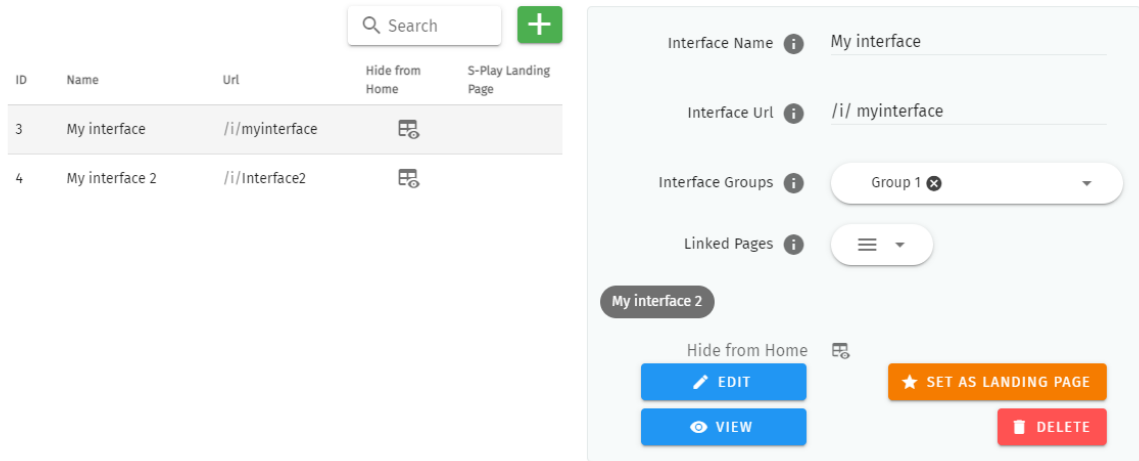 Search
ID Name Url Hide from Home S-Play Landing Page
3 My interface /i/myinterface
4 My interface 2 /i/Interface2
Interface Name My interface
Interface Url /i/ myinterface
Interface Groups Group 1
Linked Pages
My interface 2
Hide from Home
EDIT SET AS LANDING PAGE
VIEW DELETE